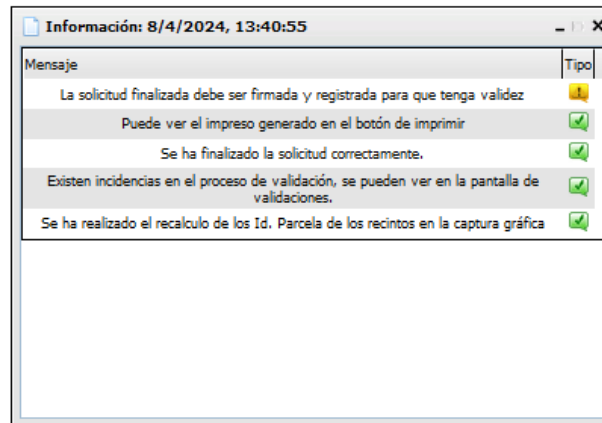 Información: 8/4/2024, 13:40:55
Mensaje Tipo
La solicitud finalizada debe ser firmada y registrada para que tenga validez
Puede ver el impreso generado en el botón de imprimir
Se ha finalizado la solicitud correctamente.
Existen incidencias en el proceso de validación, se pueden ver en la pantalla de
validaciones.
Se ha realizado el recalculo de los Id. Parcela de los recintos en la captura gráfica